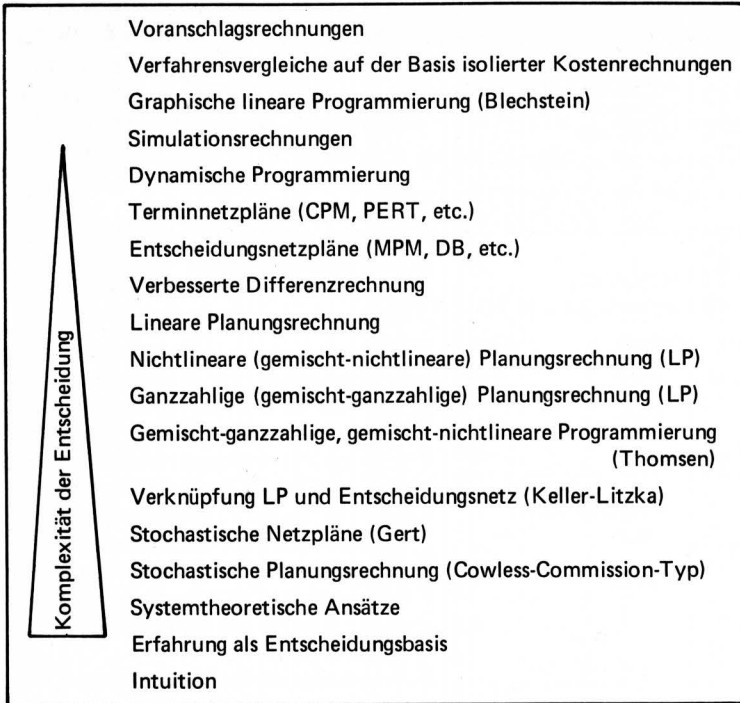 Voranschlagsrechnungen
Verfahrensvergleiche auf der Basis isolierter Kostenrechnungen
Graphische lineare Programmierung (Blechstein)
Simulationsrechnungen
Dynamische Programmierung
Terminnetzpläne (CPM, PERT, etc.)
Entscheidungsnetzpläne (MPM, DB, etc.)
Verbesserte Differenzrechnung
Lineare Planungsrechnung
Nichtlineare (gemischt-nichtlineare) Planungsrechnung (LP)
Ganzzahlige (gemischt-ganzzahlige) Planungsrechnung (LP)
Gemischt-ganzzahlige, gemischt-nichtlineare Programmierung
(Thomsen)
Verknüpfung LP und Entscheidungsnetz (Keller-Litzka)
Stochastische Netzpläne (Gert)
Stochastische Planungsrechnung (Cowless-Commission-Typ)
Systemtheoretische Ansätze
Erfahrung als Entscheidungsbasis
Intuition
Komplexität der Entscheidung